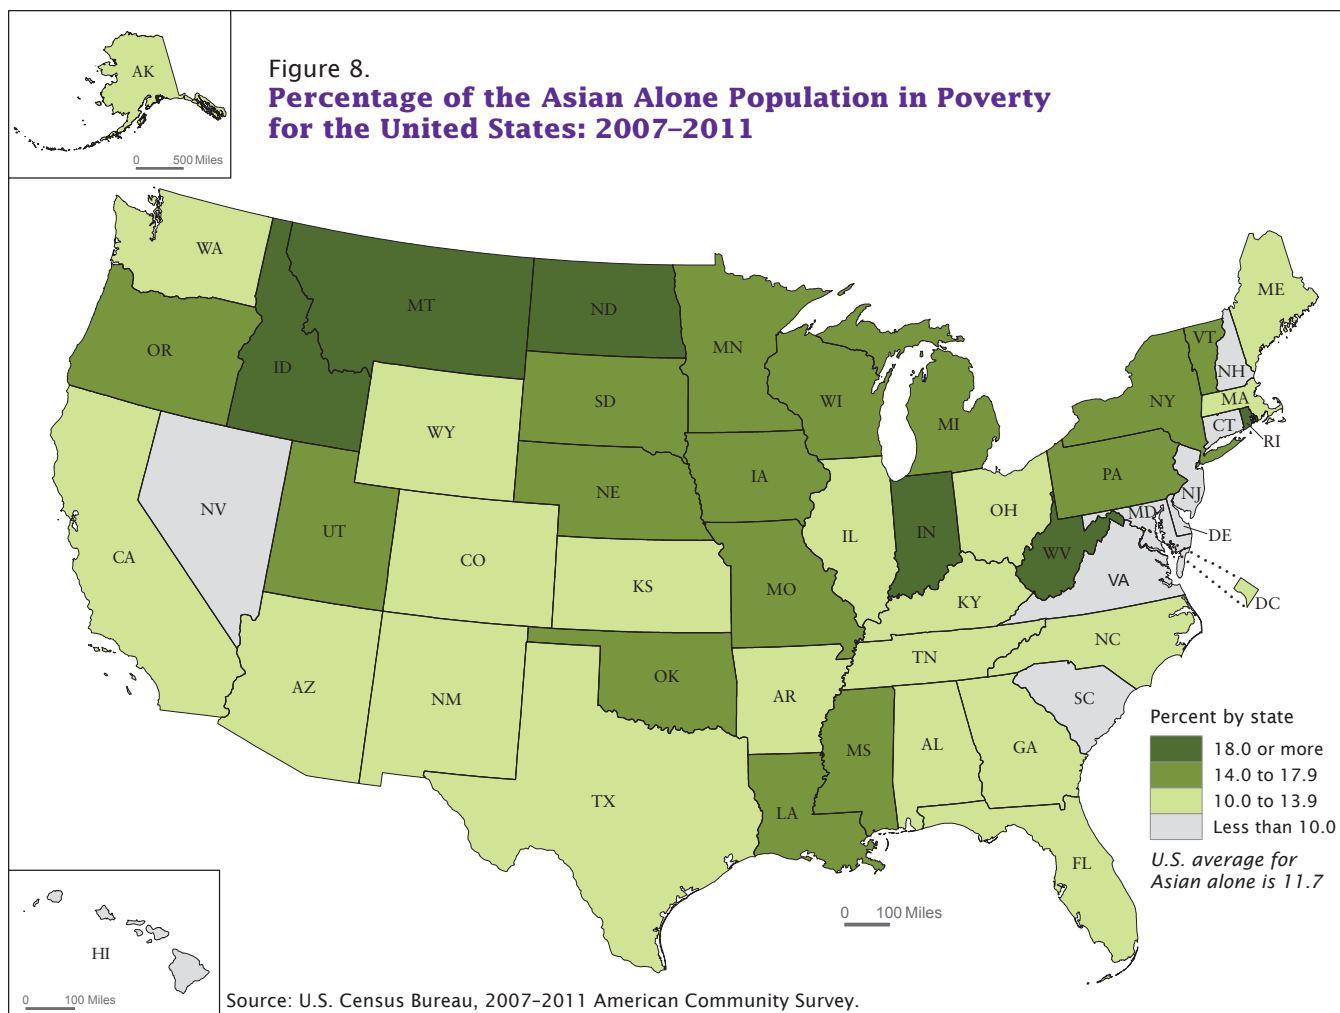 AK
0 500 Miles
Figure 8.
Percentage of the Asian Alone Population in Poverty
for the United States: 2007–2011
WA
MT
ND
MN
ME
OR
ID
SD
WI
MI
VT
NH
NY
MA
CT
RI
WY
NE
IA
PA
NJ
NV
UT
CO
KS
MO
IL
IN
OH
WV
MD
DE
VA
DC
CA
KY
AZ
NM
OK
AR
TN
NC
SC
TX
LA
MS
AL
GA
FL
Percent by state
18.0 or more
14.0 to 17.9
10.0 to 13.9
Less than 10.0
U.S. average for
Asian alone is 11.7
0 100 Miles
HI
0 100 Miles
Source: U.S. Census Bureau, 2007–2011 American Community Survey.